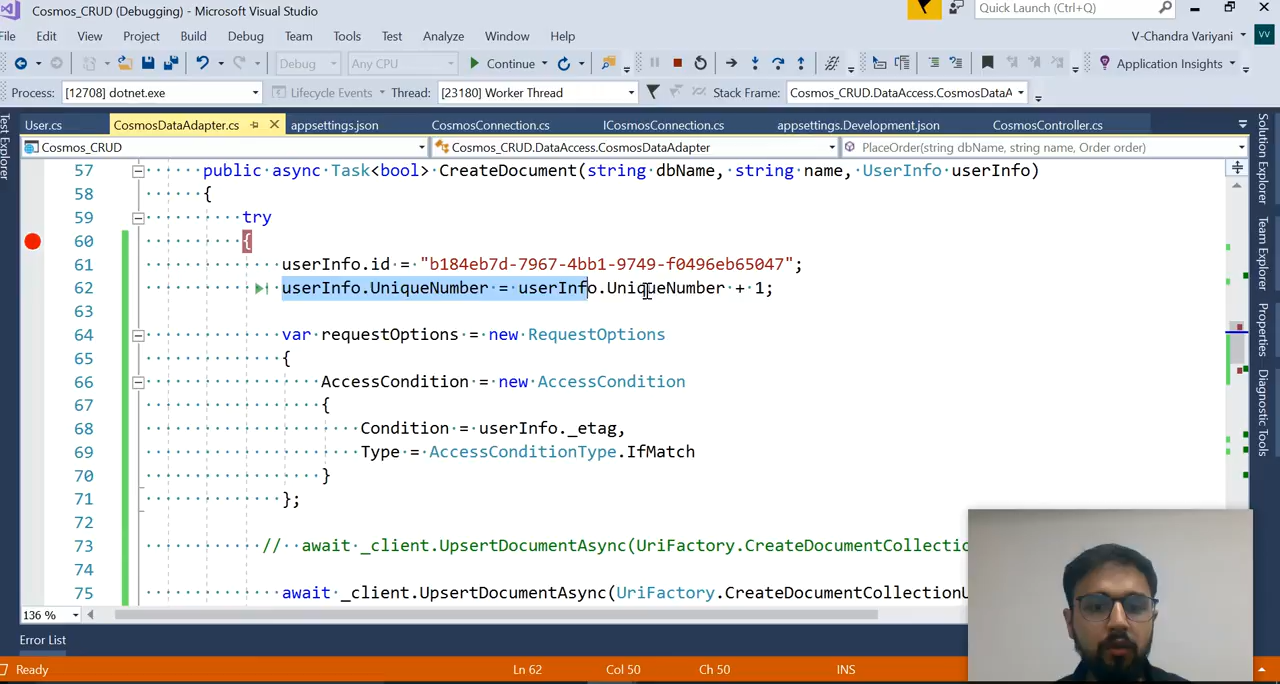 Cosmos_CRUD (Debugging) - Microsoft Visual Studio
Quick Launch (Ctrl+Q)
File Edit View Project Build Debug Team Tools Test Analyze Window Help
V-Chandra Variyani VV
Debug Any CPU Continue Application Insights
Process: [12708] dotnet.exe Lifecycle Events Thread: [23180] Worker Thread Stack Frame: Cosmos_CRUD.DataAccess.CosmosDataA
User.cs CosmosDataAdapter.cs appsettings.json CosmosConnection.cs ICosmosConnection.cs appsettings.Development.json CosmosController.cs
Cosmos_CRUD Cosmos_CRUD.DataAccess.CosmosDataAdapter PlaceOrder(string dbName, string name, Order order)
57 public async Task<bool> CreateDocument(string dbName, string name, UserInfo userInfo)
58 {
59 try
60 {
61 userInfo.id = "b184eb7d-7967-4bb1-9749-f0496eb65047";
62 userInfo.UniqueNumber = userInfo.UniqueNumber + 1;
63
64 var requestOptions = new RequestOptions
65 {
66 AccessCondition = new AccessCondition
67 {
68 Condition = userInfo._etag,
69 Type = AccessConditionType.IfMatch
70 }
71 };
72
73 // await _client.UpsertDocumentAsync(UriFactory.CreateDocumentCollectio
74
75 await _client.UpsertDocumentAsync(UriFactory.CreateDocumentCollectionU
136 %
Error List
Ready Ln 62 Col 50 Ch 50 INS
Test Explorer
Solution Explorer
Team Explorer
Properties
Diagnostic Tools